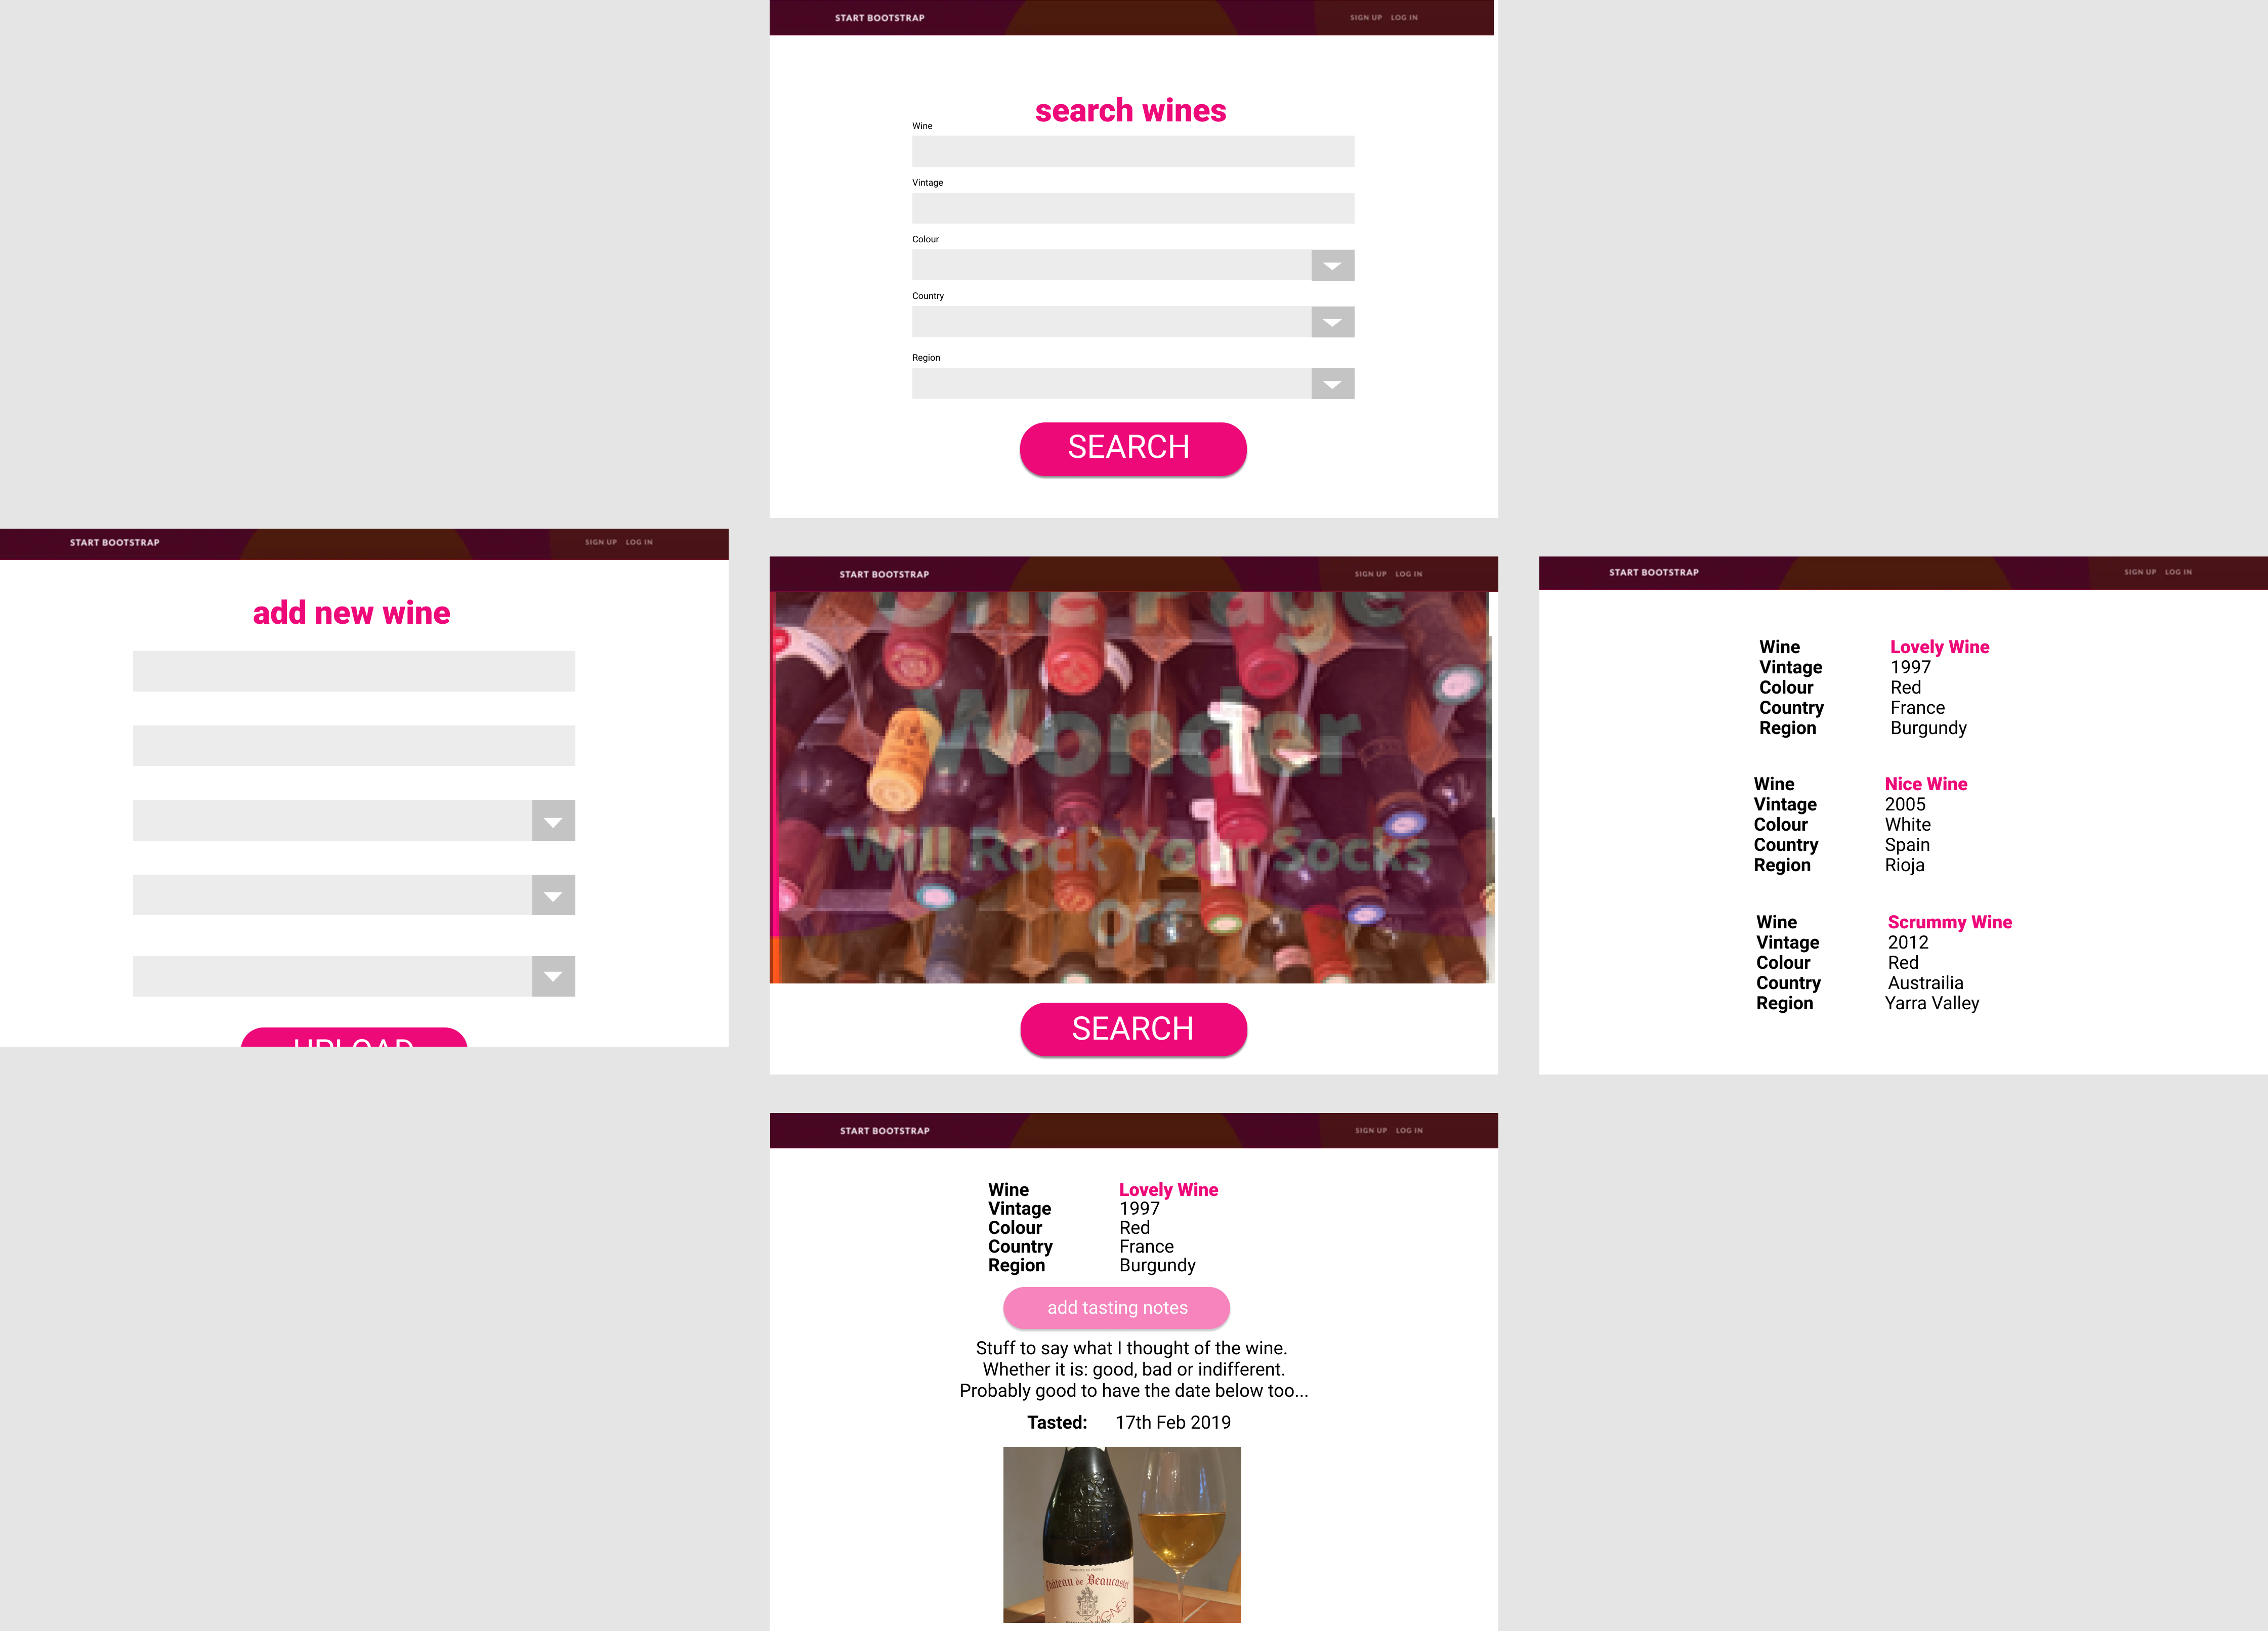 START BOOTSTRAP SIGN UP LOG IN
search wines
Wine
Vintage
Colour
Country
Region
SEARCH
START BOOTSTRAP SIGN UP LOG IN
add new wine
UPLOAD
START BOOTSTRAP SIGN UP LOG IN
One Page
Wonder
Will Rock Your Socks
Off
SEARCH
START BOOTSTRAP SIGN UP LOG IN
Wine Lovely Wine
Vintage 1997
Colour Red
Country France
Region Burgundy
Wine Nice Wine
Vintage 2005
Colour White
Country Spain
Region Rioja
Wine Scrummy Wine
Vintage 2012
Colour Red
Country Austrailia
Region Yarra Valley
START BOOTSTRAP SIGN UP LOG IN
Wine Lovely Wine
Vintage 1997
Colour Red
Country France
Region Burgundy
add tasting notes
Stuff to say what I thought of the wine.
Whether it is: good, bad or indifferent.
Probably good to have the date below too...
Tasted: 17th Feb 2019
Château de Beaucastel